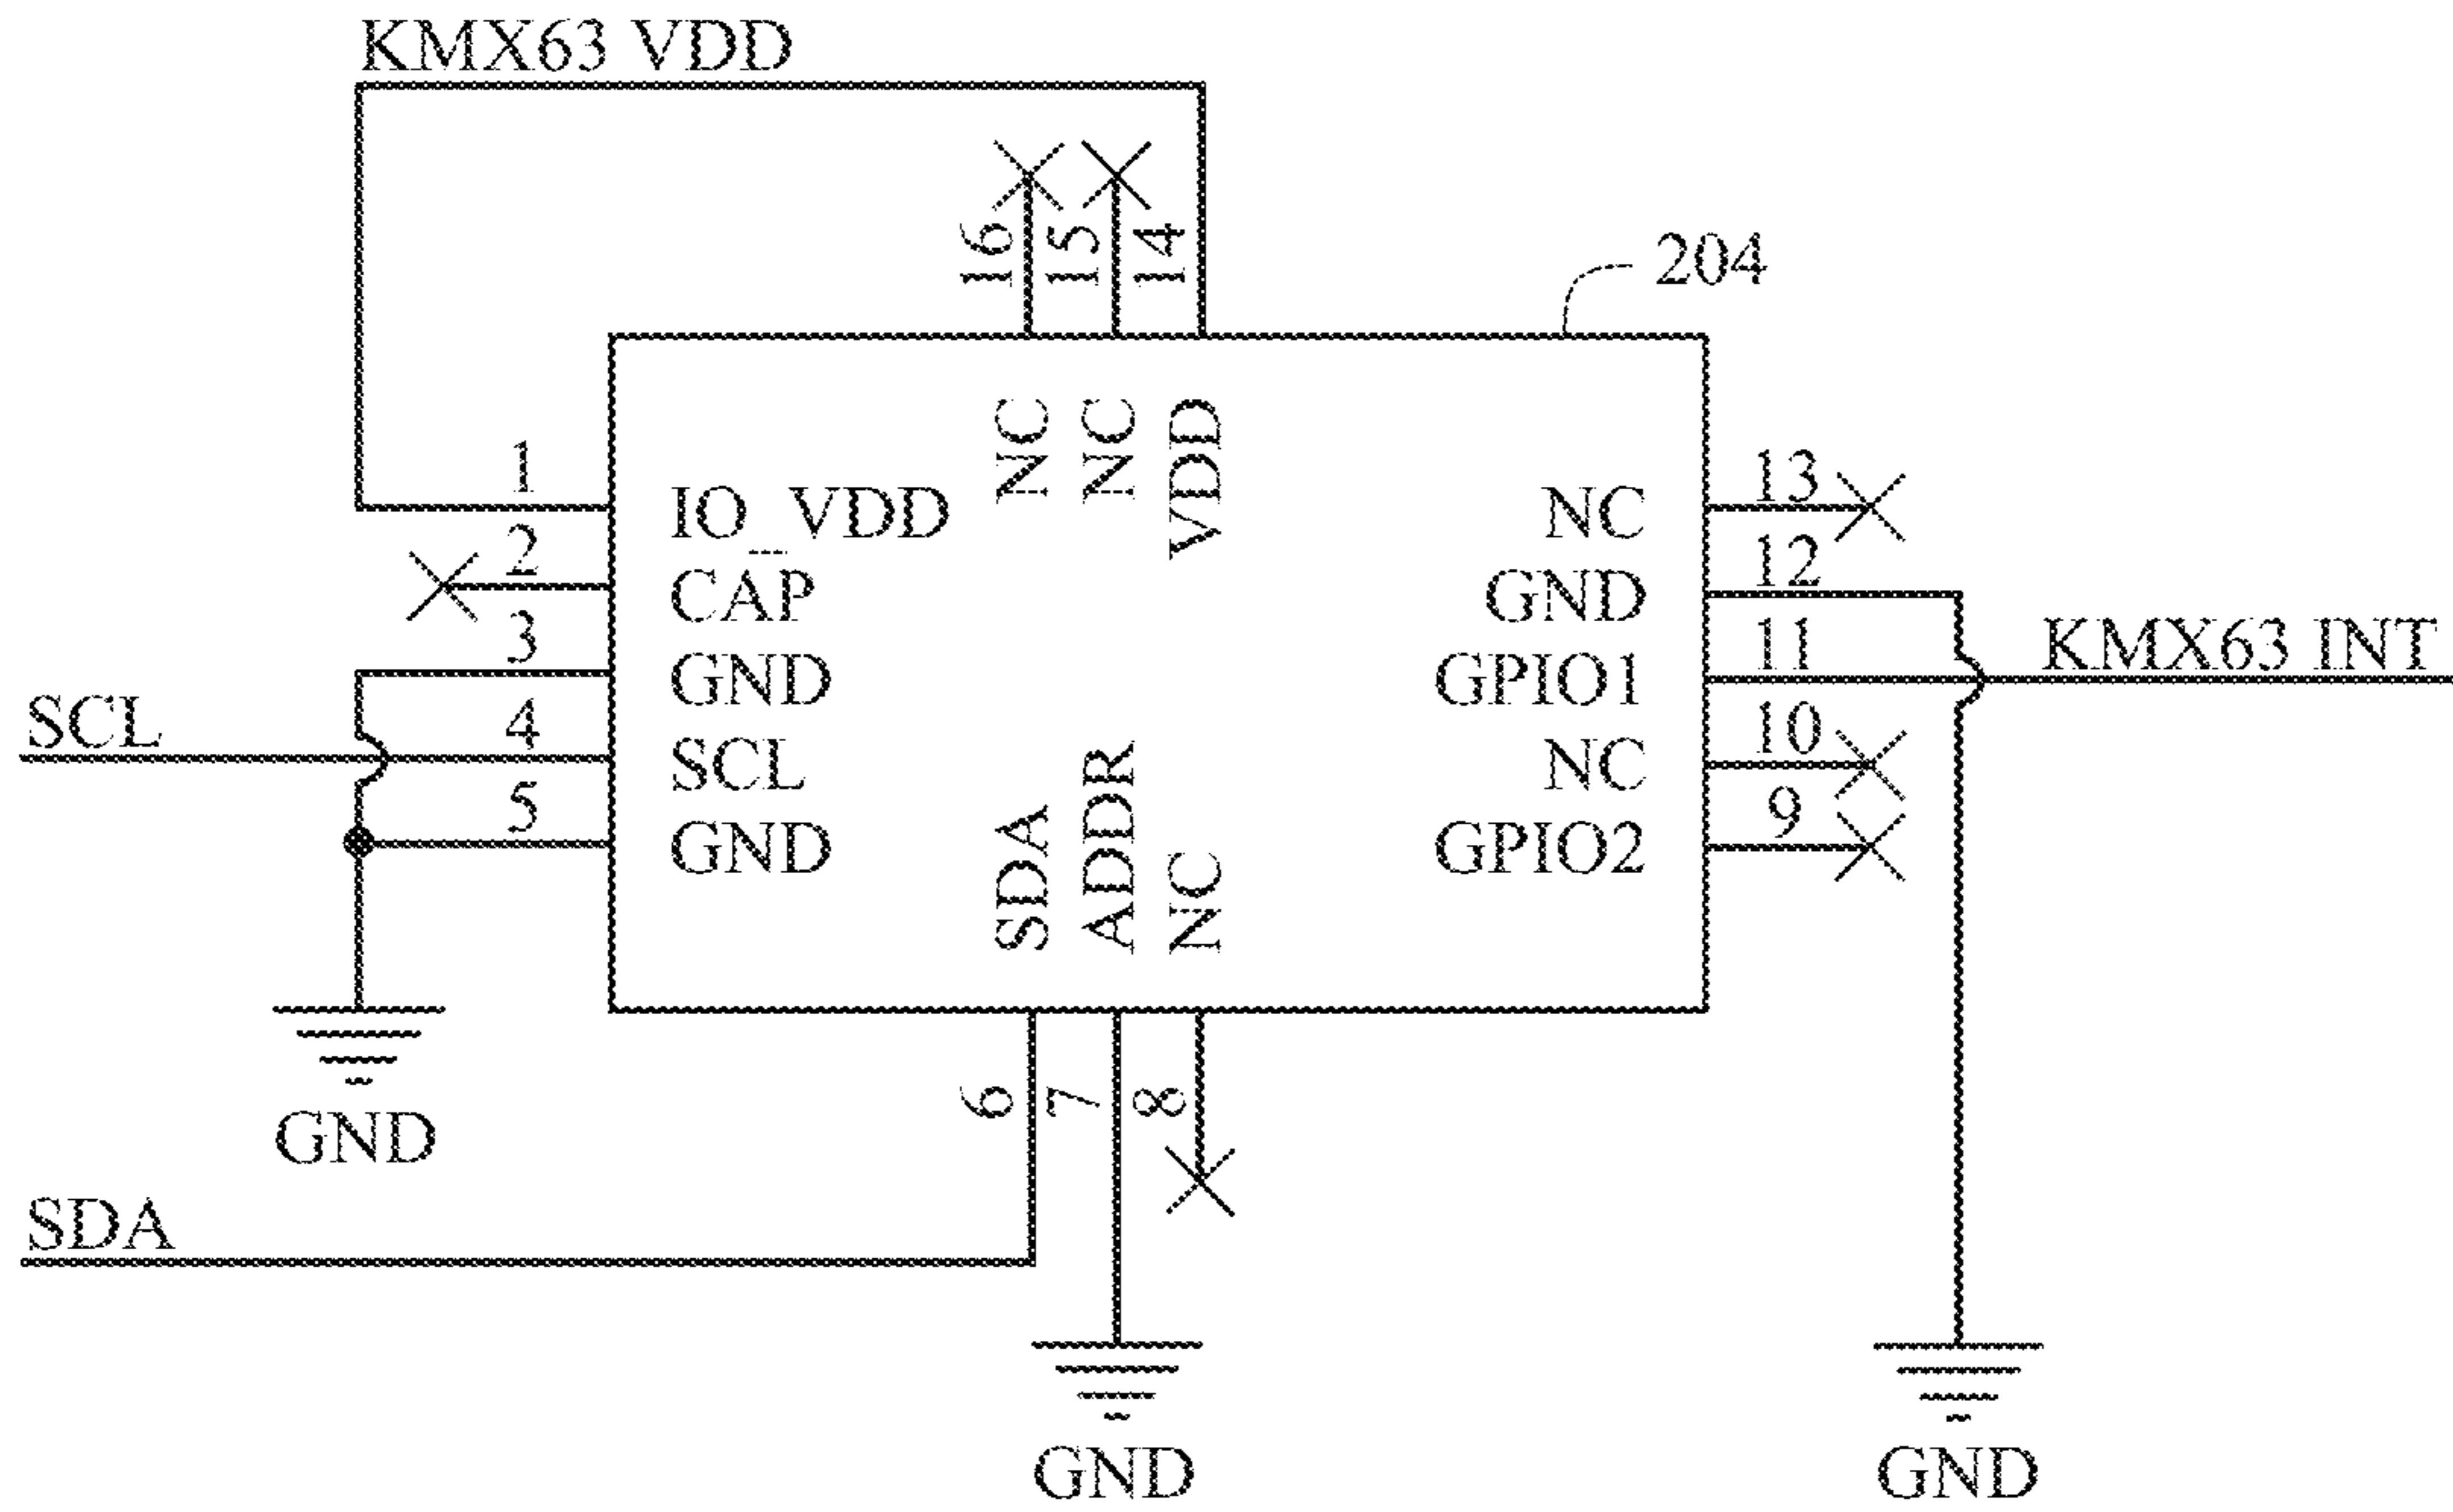 KMX63 VDD
16
15
14
204
NC
NC
VDD
1
IO_VDD
2
CAP
3
GND
SCL
4
SCL
5
GND
13
NC
12
GND
11
GPIO1
KMX63 INT
10
NC
9
GPIO2
SDA
ADDR
NC
6
7
8
GND
SDA
GND
GND